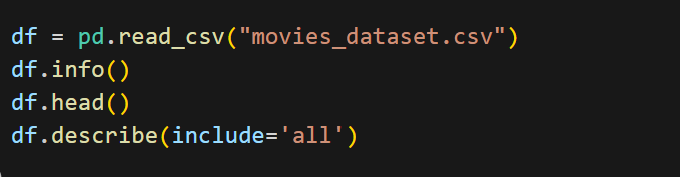 df = pd.read_csv("movies_dataset.csv")
df.info()
df.head()
df.describe(include='all')